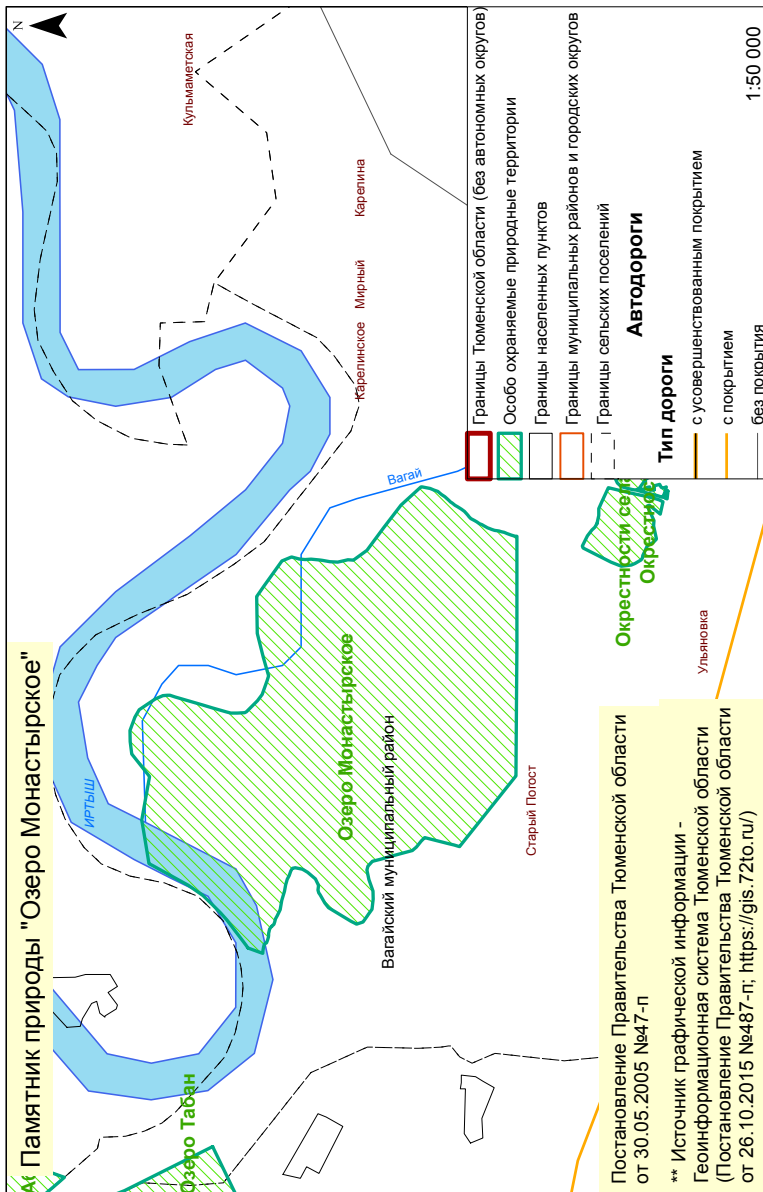 Памятник природы "Озеро Монастырское"
N
Кульмаметская
Карелина
Мирный
Карелинское
ИРТЫШ
Вагай
Озеро Табан
Озеро Монастырское
Вагайский муниципальный район
Старый Погост
Ульяновка
Окрестности села
Окрестное
Границы Тюменской области (без автономных округов)
Особо охраняемые природные территории
Границы населенных пунктов
Границы муниципальных районов и городских округов
Границы сельских поселений
Автодороги
Тип дороги
с усовершенствованным покрытием
с покрытием
без покрытия
1:50 000
Постановление Правительства Тюменской области
от 30.05.2005 №47-п
** Источник графической информации -
Геоинформационная система Тюменской области
(Постановление Правительства Тюменской области
от 26.10.2015 №487-п; https://gis.72to.ru/)